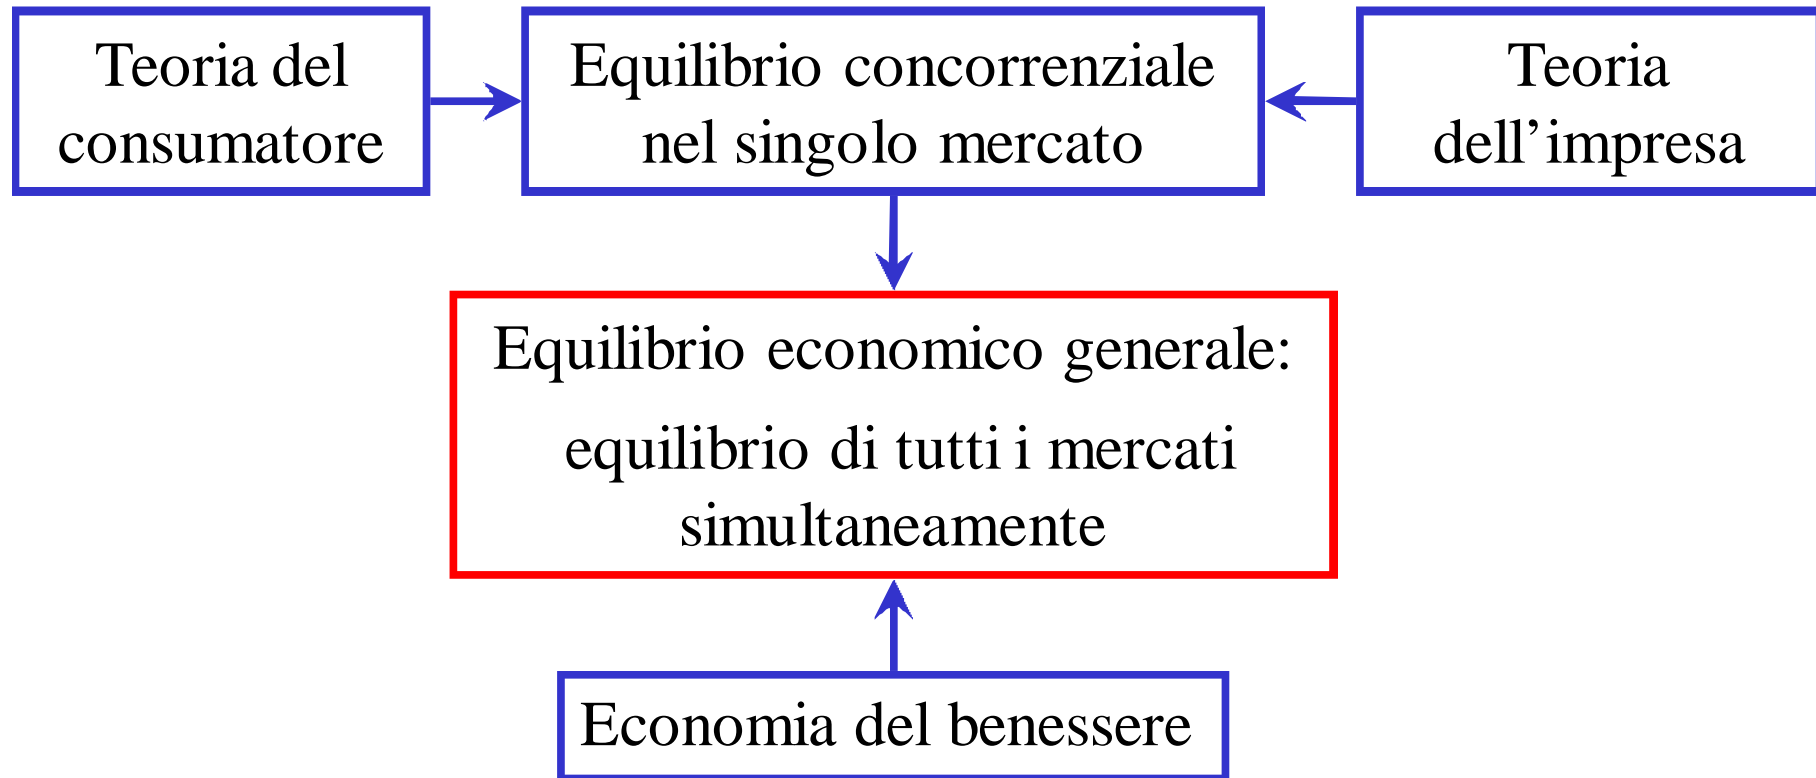 Teoria del
consumatore
Equilibrio concorrenziale
nel singolo mercato
Teoria
dell’impresa
Equilibrio economico generale:
equilibrio di tutti i mercati
simultaneamente
Economia del benessere